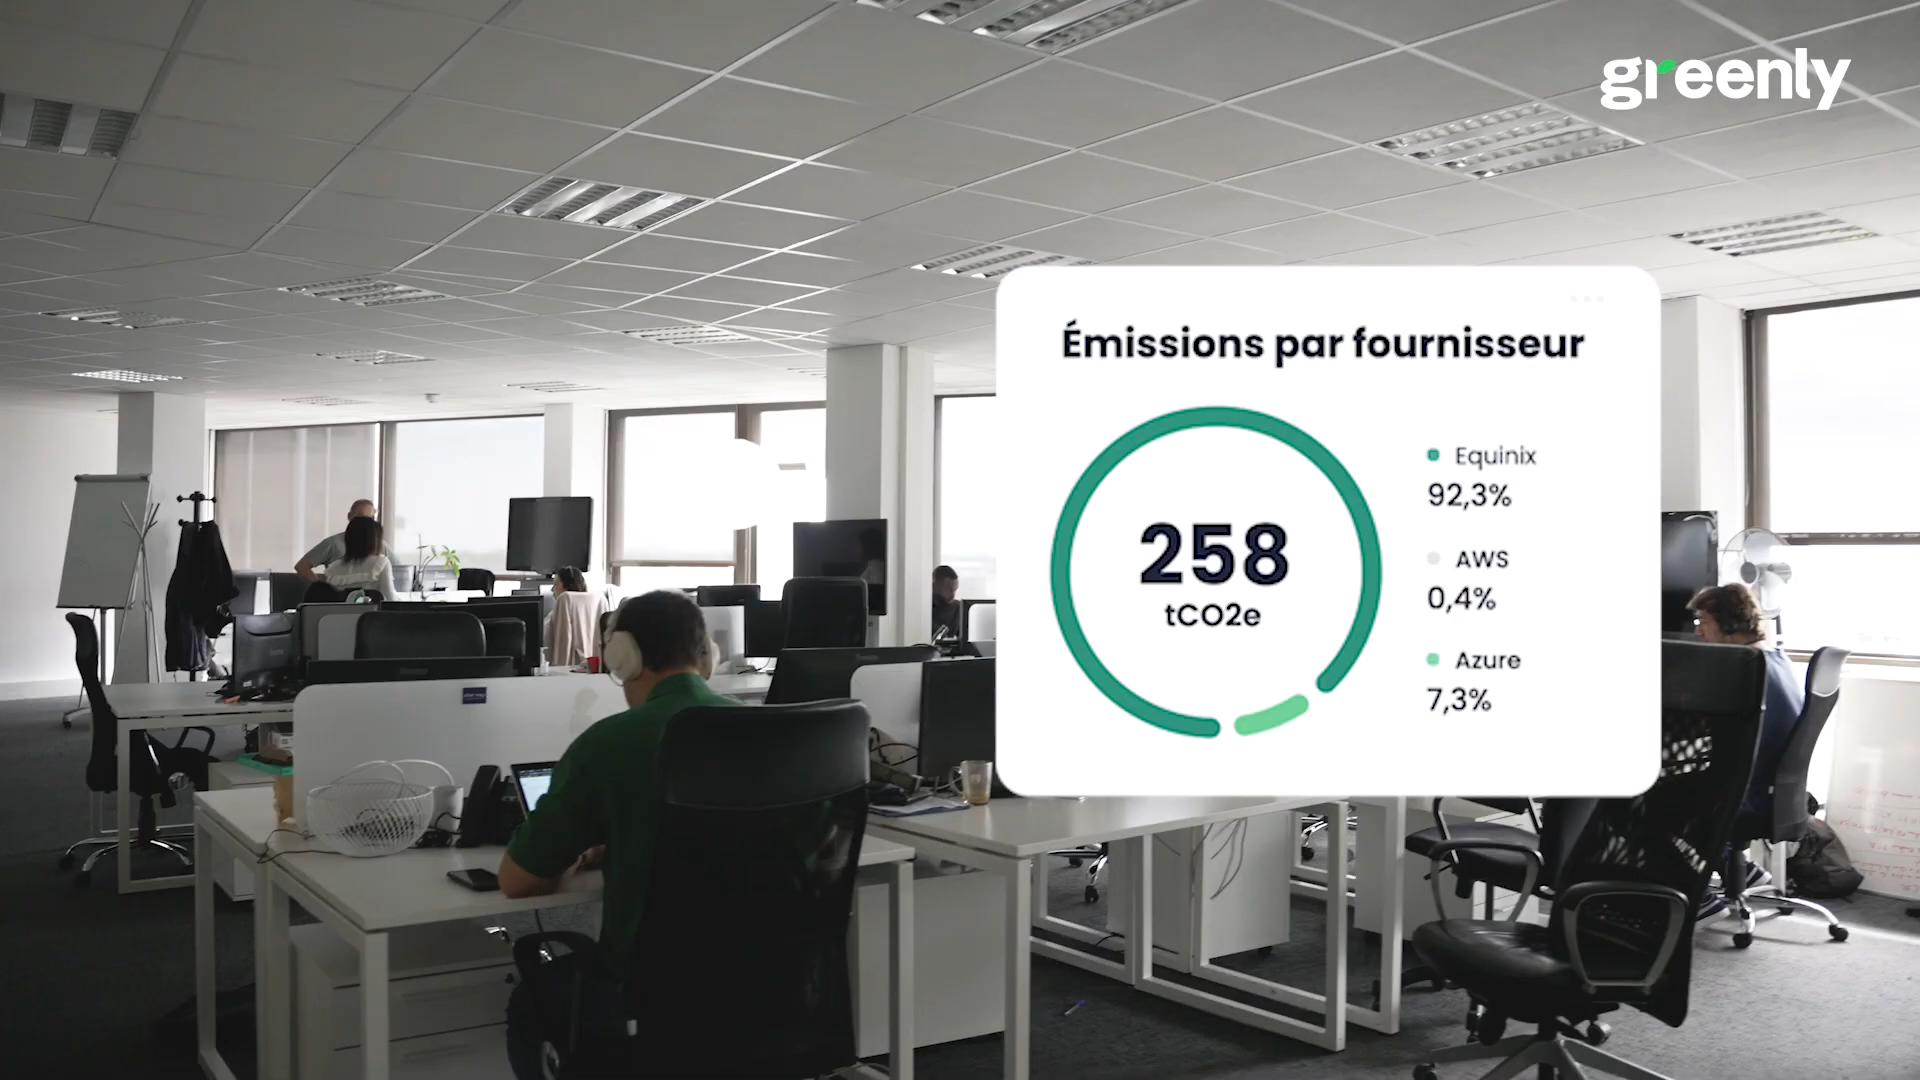 greenly
Émissions par fournisseur
258
tCO2e
Equinix
92,3%
AWS
0,4%
Azure
7,3%